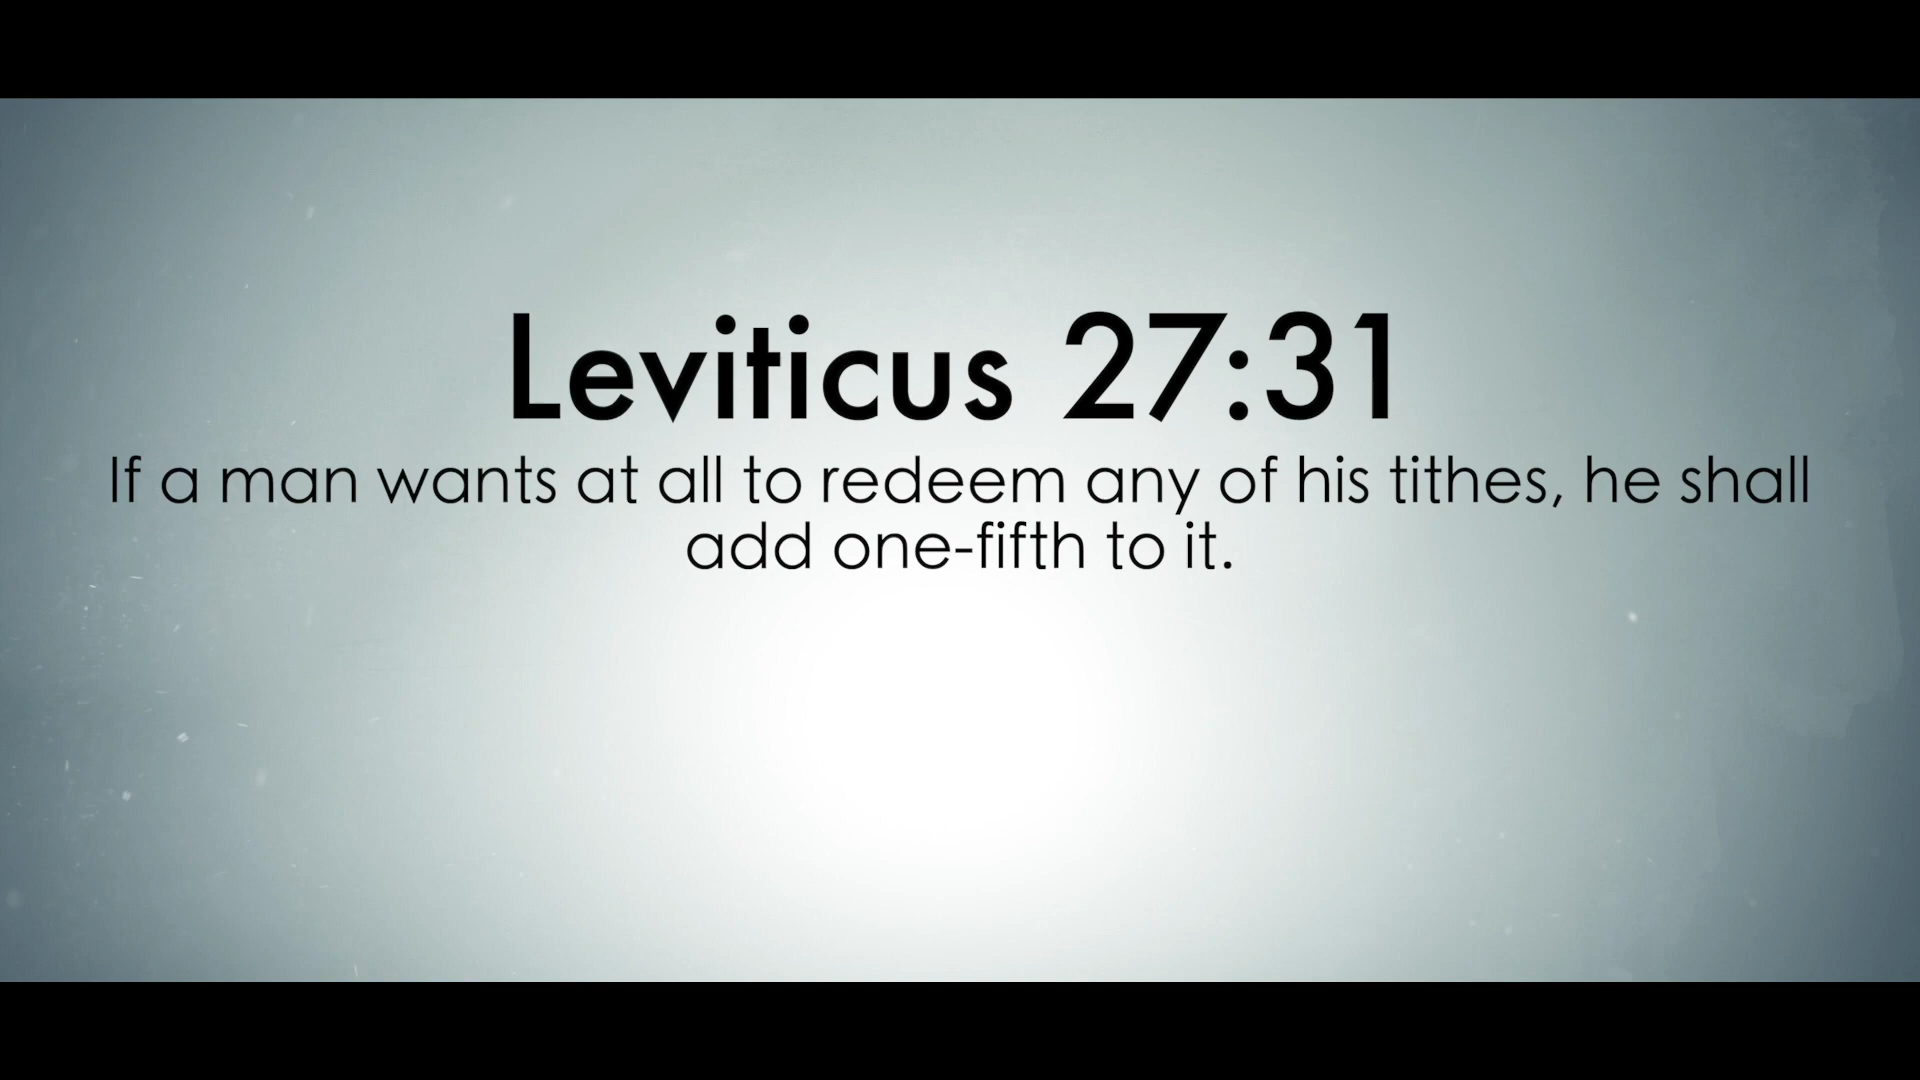 Leviticus 27:31
If a man wants at all to redeem any of his tithes, he shall
add one-fifth to it.